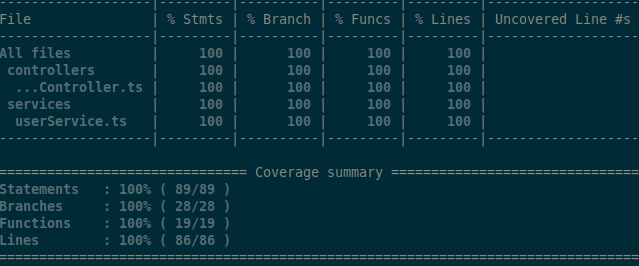 -------------------|---------|----------|---------|---------|-------------------
File | % Stmts | % Branch | % Funcs | % Lines | Uncovered Line #s
-------------------|---------|----------|---------|---------|-------------------
All files | 100 | 100 | 100 | 100 |
controllers | 100 | 100 | 100 | 100 |
...Controller.ts | 100 | 100 | 100 | 100 |
services | 100 | 100 | 100 | 100 |
userService.ts | 100 | 100 | 100 | 100 |
-------------------|---------|----------|---------|---------|-------------------
=============================== Coverage summary ===============================
Statements : 100% ( 89/89 )
Branches : 100% ( 28/28 )
Functions : 100% ( 19/19 )
Lines : 100% ( 86/86 )
================================================================================